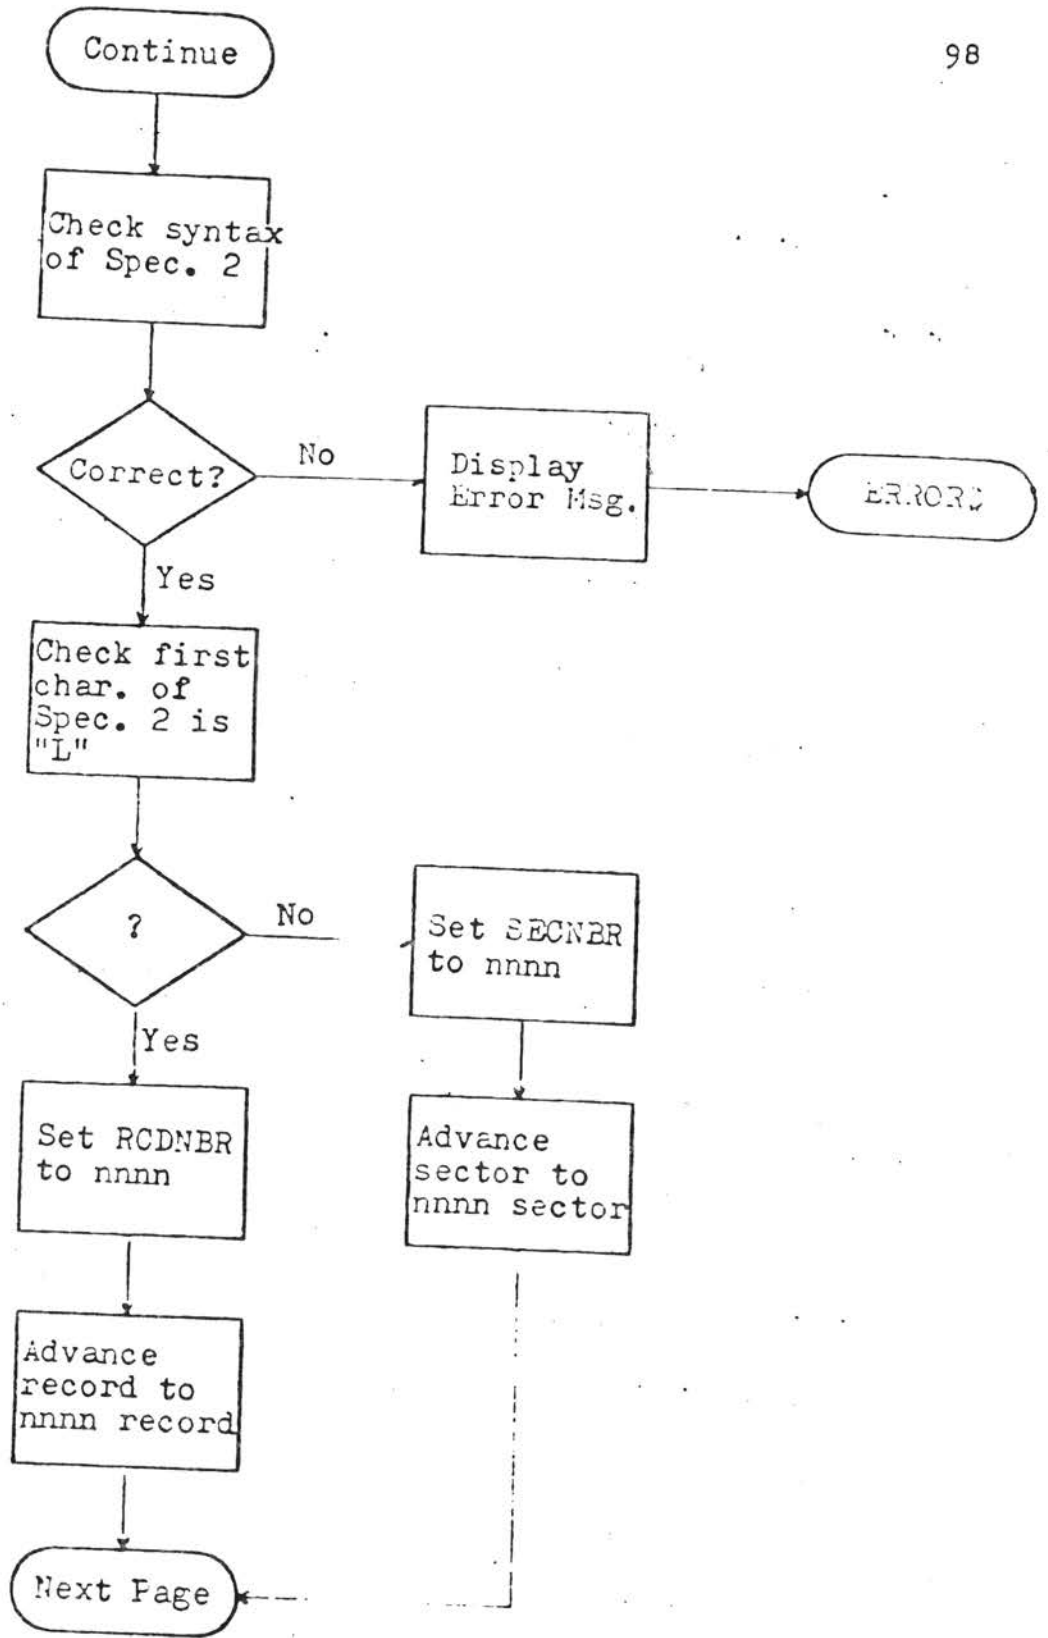 98
Continue
Check syntax
of Spec. 2
Correct?
No
Display
Error Msg.
Yes
Check first
char. of
Spec. 2 is
"L"
?
No
Set SECNBR
to nnnn
Yes
Set RCDNBR
to nnnn
Advance
sector to
nnnn sector
Advance
record to
nnnn record
Next Page